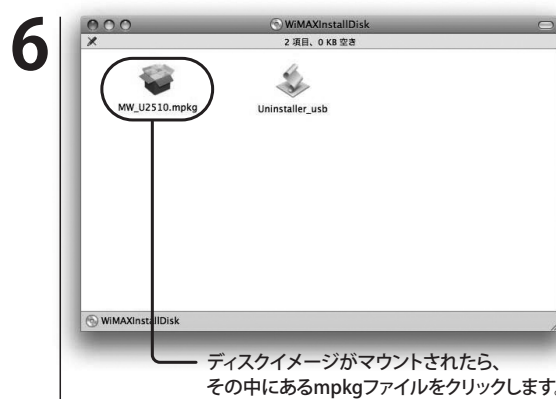 6
WiMAXInstallDisk
2 項目、0 KB 空き
MW_U2510.mpkg
Uninstaller_usb
WiMAXInstallDisk
ディスクイメージがマウントされたら、
その中にあるmpkgファイルをクリックします。